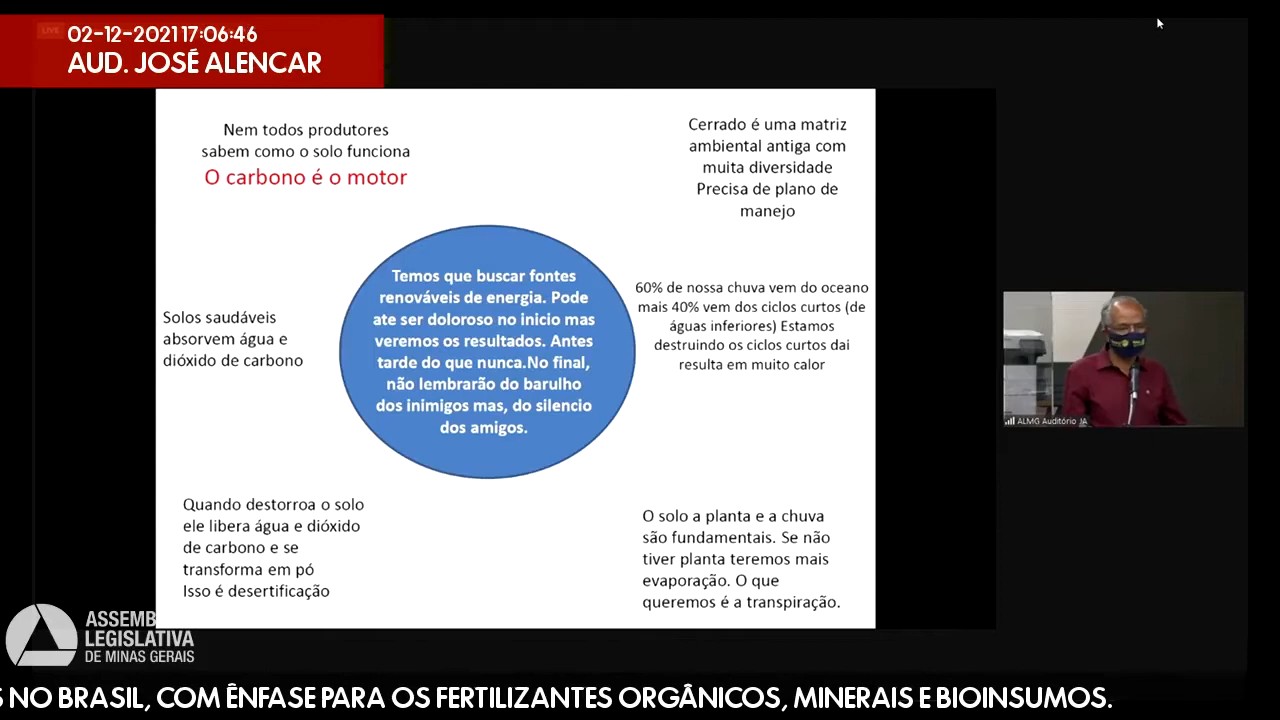 LIVE
02-12-2021 17:06:46
AUD. JOSÉ ALENCAR
Nem todos produtores
sabem como o solo funciona
O carbono é o motor
Cerrado é uma matriz
ambiental antiga com
muita diversidade
Precisa de plano de
manejo
Temos que buscar fontes
renováveis de energia. Pode
ate ser doloroso no inicio mas
veremos os resultados. Antes
tarde do que nunca.No final,
não lembrarão do barulho
dos inimigos mas, do silencio
dos amigos.
60% de nossa chuva vem do oceano
mais 40% vem dos ciclos curtos (de
águas inferiores) Estamos
destruindo os ciclos curtos dai
resulta em muito calor
Solos saudáveis
absorvem água e
dióxido de carbono
Quando destorroa o solo
ele libera água e dióxido
de carbono e se
transforma em pó
Isso é desertificação
O solo a planta e a chuva
são fundamentais. Se não
tiver planta teremos mais
evaporação. O que
queremos é a transpiração.
ALMG Auditório JA
ASSEMB
LEGISLATIVA
DE MINAS GERAIS
S NO BRASIL, COM ÊNFASE PARA OS FERTILIZANTES ORGÂNICOS, MINERAIS E BIOINSUMOS.